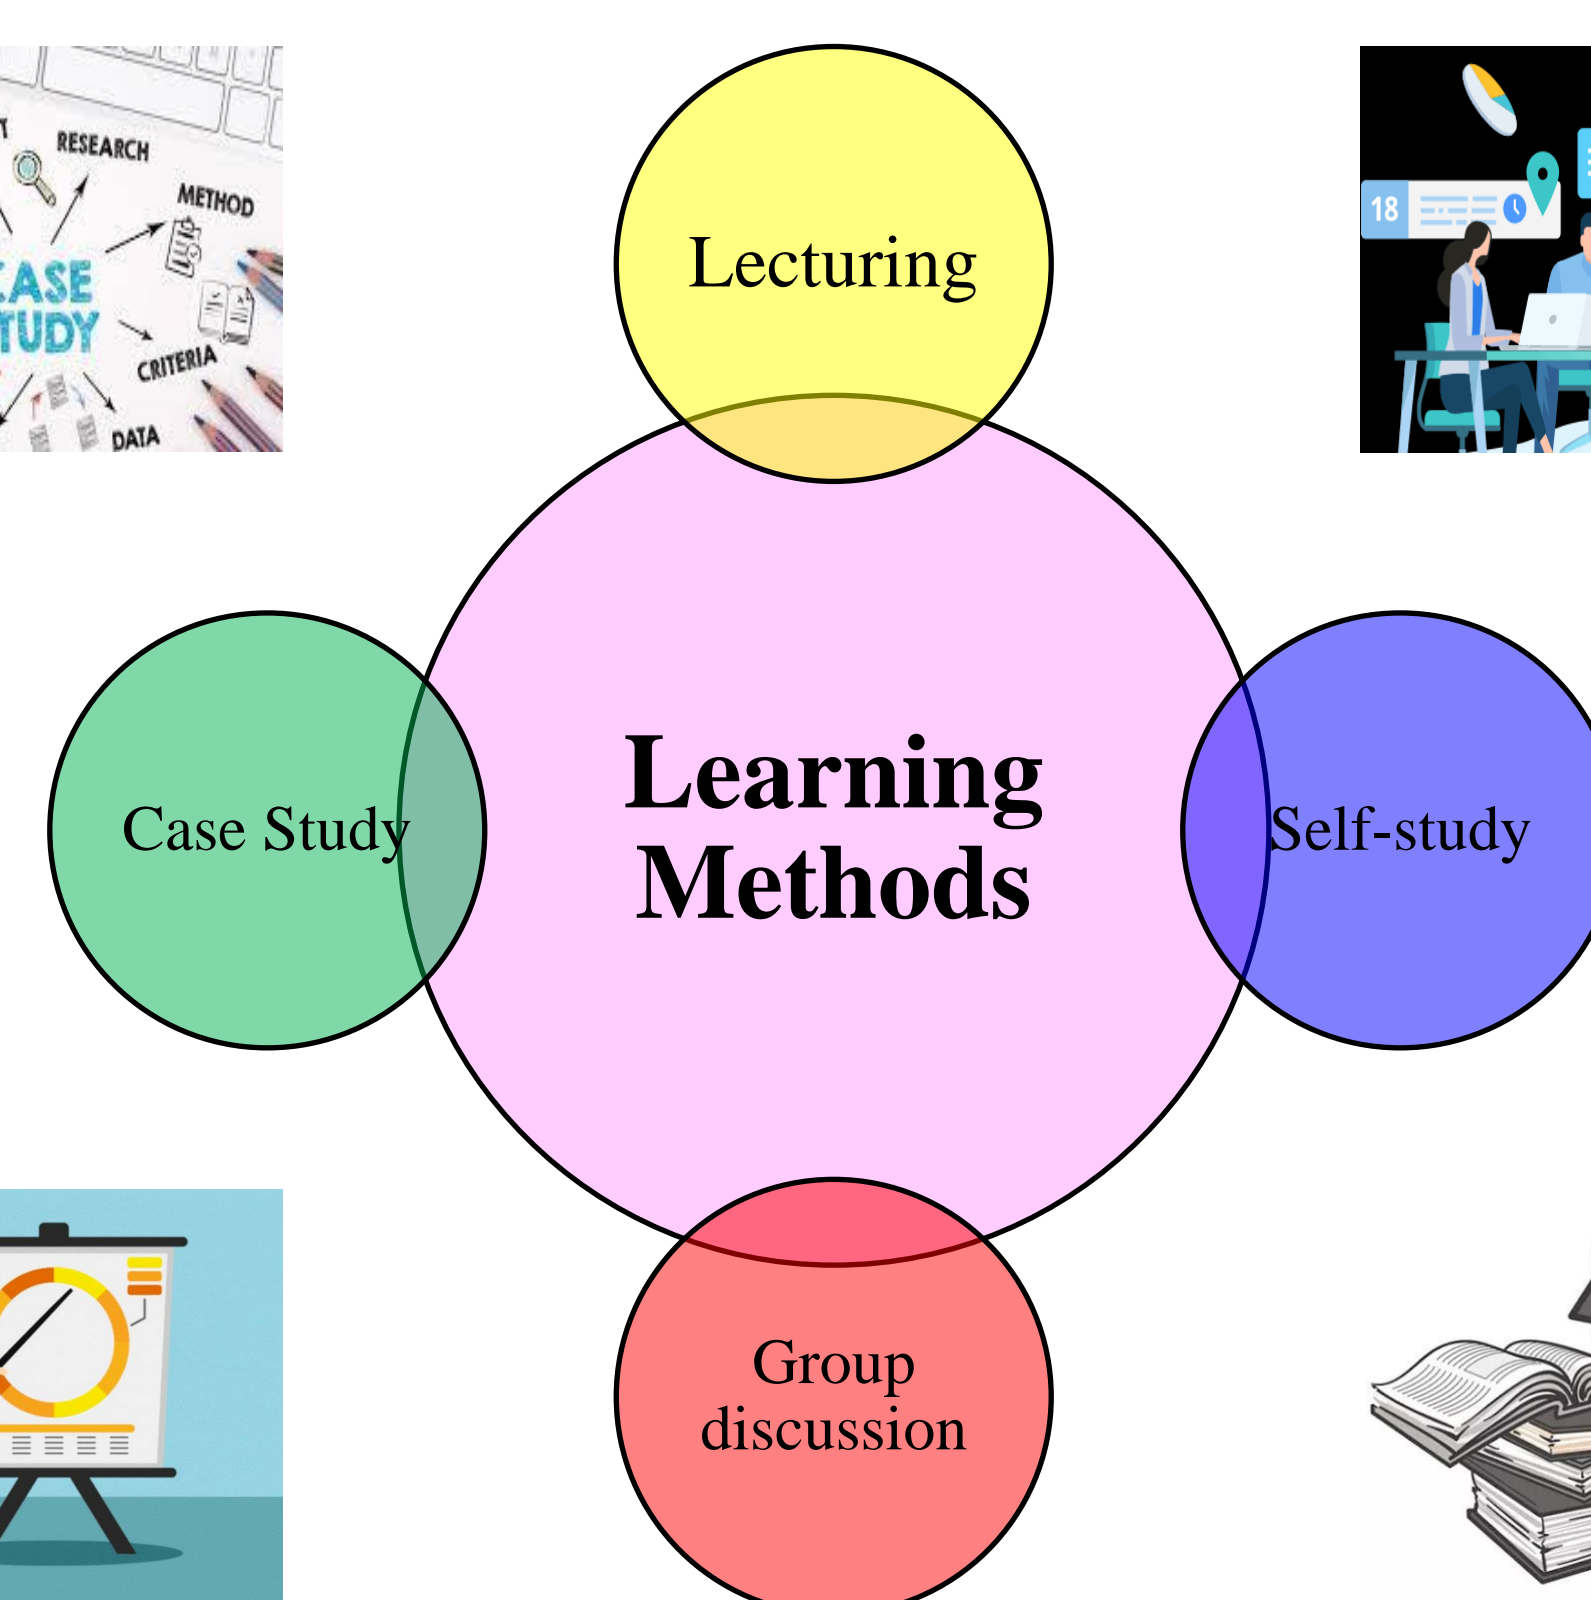 RESEARCH
METHOD
CRITERIA
DATA
18
Lecturing
Case Study
Learning
Methods
Self-study
Group
discussion